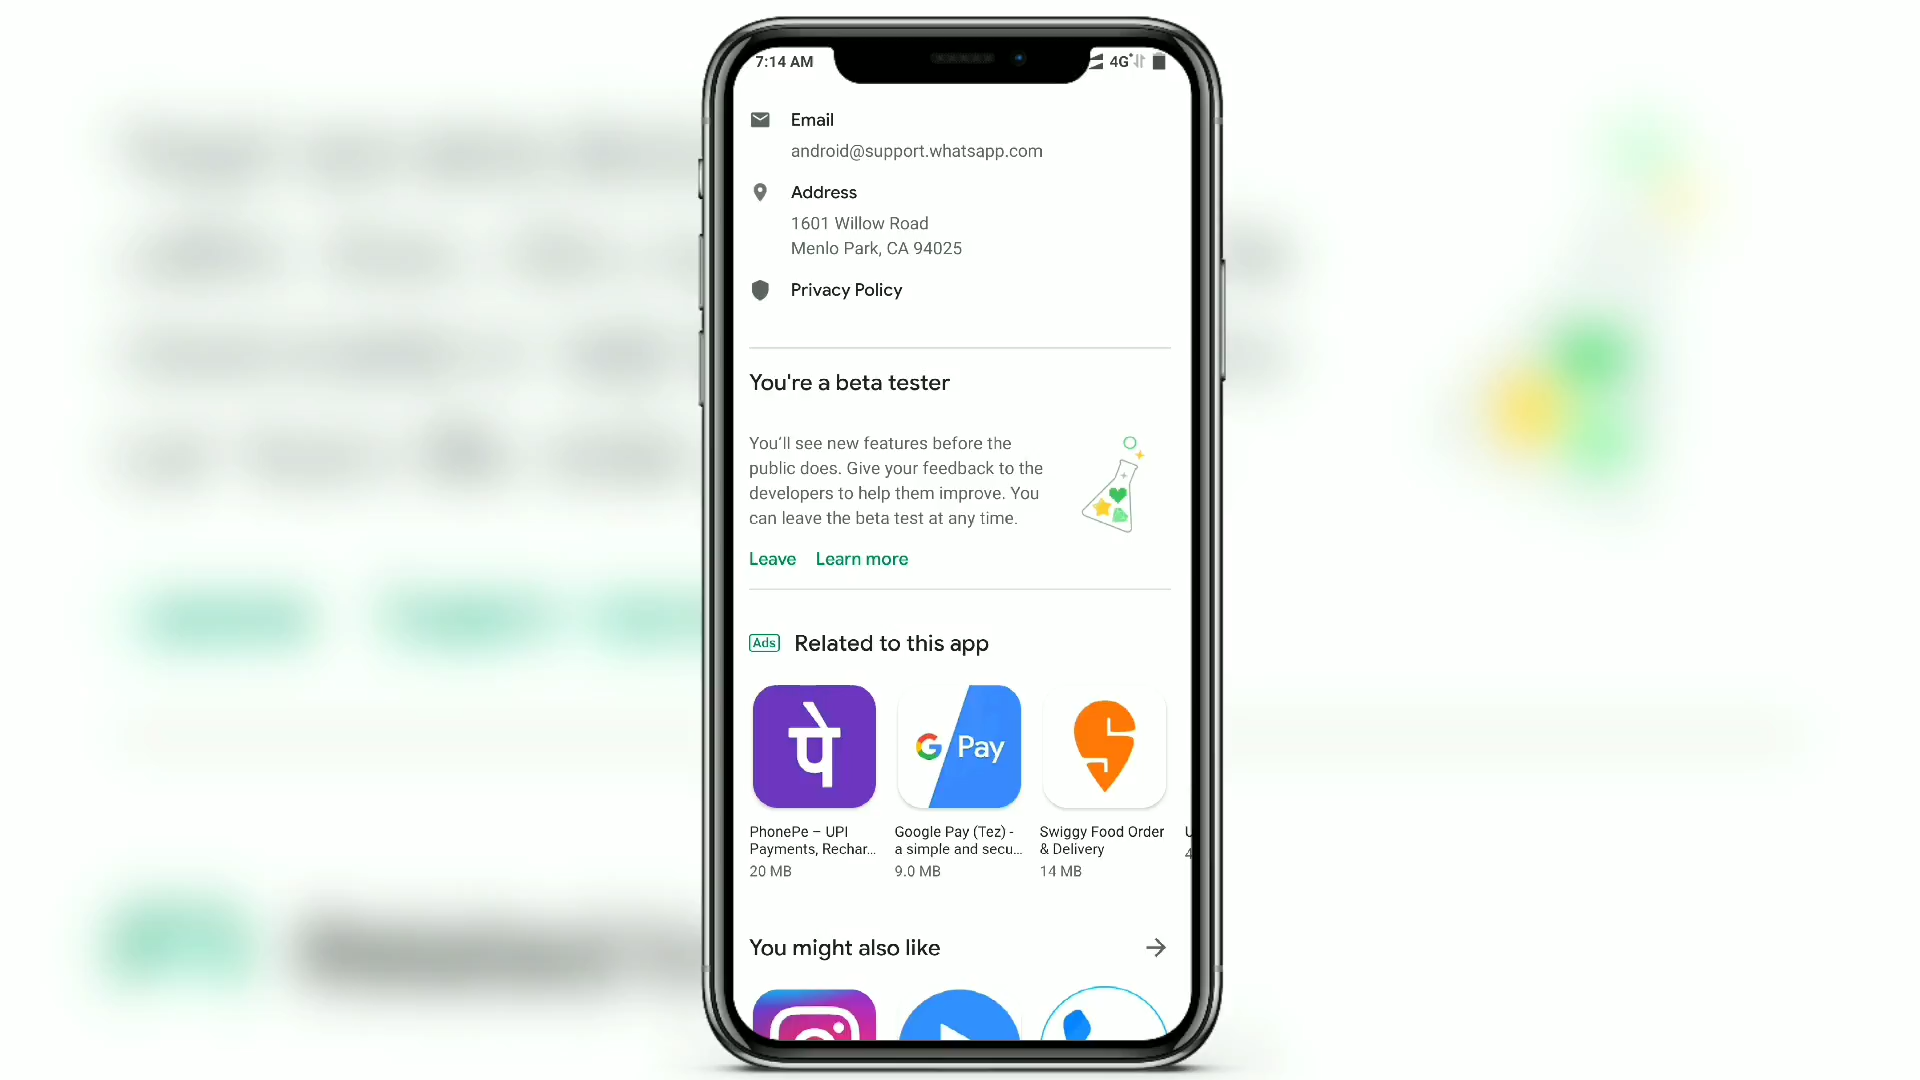 7:14 AM
4G+
Email
android@support.whatsapp.com
Address
1601 Willow Road
Menlo Park, CA 94025
Privacy Policy
You're a beta tester
You'll see new features before the
public does. Give your feedback to the
developers to help them improve. You
can leave the beta test at any time.
Leave Learn more
Ads Related to this app
पे
G Pay
PhonePe – UPI
Payments, Rechar...
20 MB
Google Pay (Tez) -
a simple and secu...
9.0 MB
Swiggy Food Order
& Delivery
14 MB
You might also like